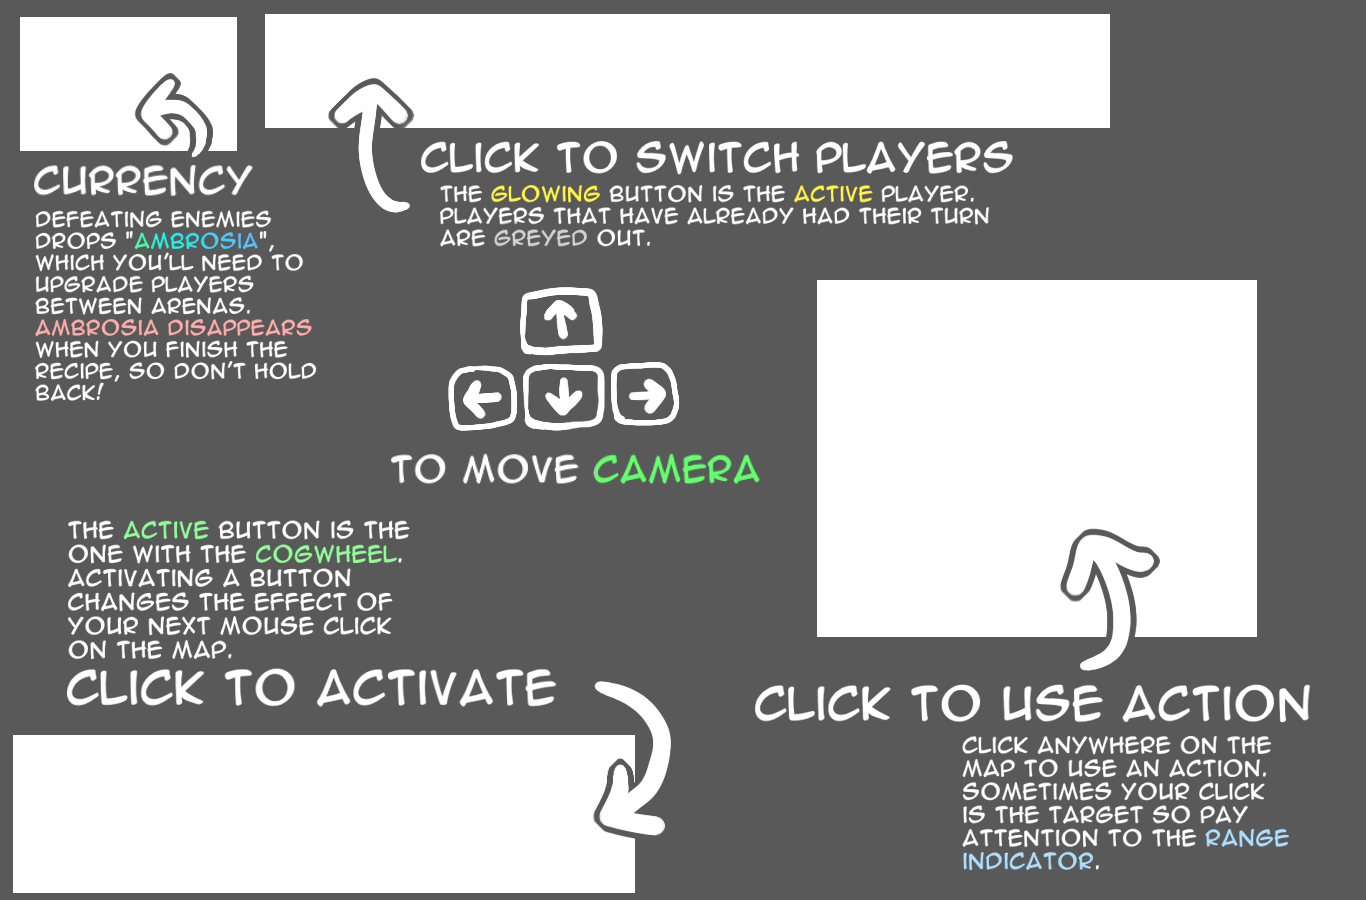 CLICK TO SWITCH PLAYERS
THE GLOWING BUTTON IS THE ACTIVE PLAYER.
PLAYERS THAT HAVE ALREADY HAD THEIR TURN
ARE GREYED OUT.
CURRENCY
DEFEATING ENEMIES
DROPS "AMBROSIA",
WHICH YOU'LL NEED TO
UPGRADE PLAYERS
BETWEEN ARENAS.
AMBROSIA DISAPPEARS
WHEN YOU FINISH THE
RECIPE, SO DON'T HOLD
BACK!
TO MOVE CAMERA
THE ACTIVE BUTTON IS THE
ONE WITH THE COGWHEEL.
ACTIVATING A BUTTON
CHANGES THE EFFECT OF
YOUR NEXT MOUSE CLICK
ON THE MAP.
CLICK TO ACTIVATE
CLICK TO USE ACTION
CLICK ANYWHERE ON THE
MAP TO USE AN ACTION.
SOMETIMES YOUR CLICK
IS THE TARGET SO PAY
ATTENTION TO THE RANGE
INDICATOR.